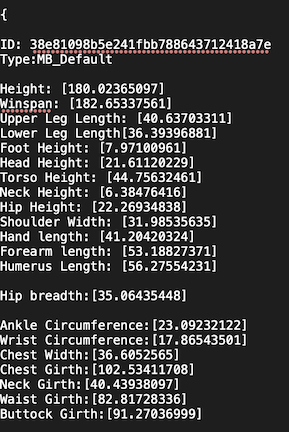 {
ID: 38e81098b5e241fbb788643712418a7e
Type:MB_Default
Height: [180.02365097]
Winspan: [182.65337561]
Upper Leg Length: [40.63703311]
Lower Leg Length[36.39396881]
Foot Height: [7.97100961]
Head Height: [21.61120229]
Torso Height: [44.75632461]
Neck Height: [6.38476416]
Hip Height: [22.26934838]
Shoulder Width: [31.98535635]
Hand length: [41.20420324]
Forearm length: [53.18827371]
Humerus Length: [56.27554231]
Hip breadth:[35.06435448]
Ankle Circumference:[23.09232122]
Wrist Circumference:[17.86543501]
Chest Width:[36.6052565]
Chest Girth:[102.53411708]
Neck Girth:[40.43938097]
Waist Girth:[82.81728336]
Buttock Girth:[91.27036999]